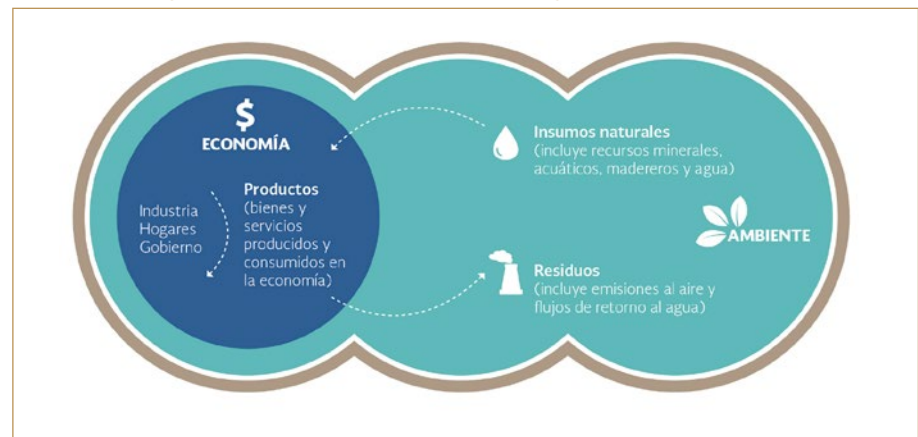 $
ECONOMÍA
Industria
Hogares
Gobierno
Productos
(bienes y
servicios
producidos y
consumidos en
la economía)
Insumos naturales
(incluye recursos minerales,
acuáticos, madereros y agua)
Residuos
(incluye emisiones al aire y
flujos de retorno al agua)
AMBIENTE